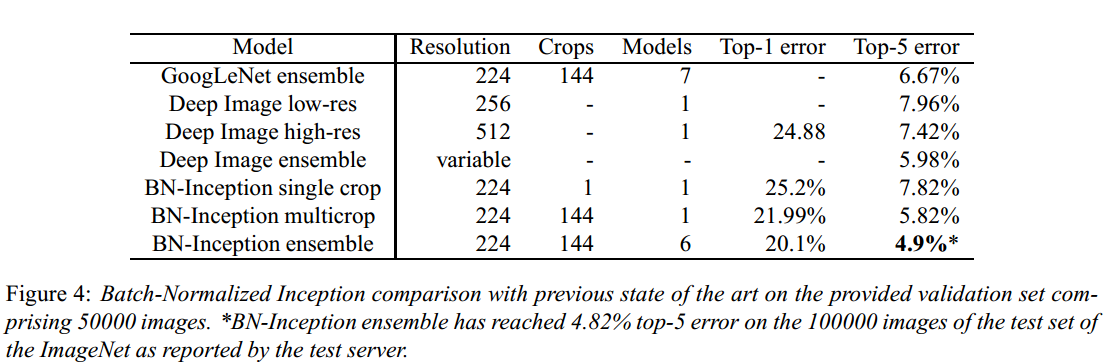 Model Resolution Crops Models Top-1 error Top-5 error
GoogLeNet ensemble 224 144 7 - 6.67%
Deep Image low-res 256 - 1 - 7.96%
Deep Image high-res 512 - 1 24.88 7.42%
Deep Image ensemble variable - - - 5.98%
BN-Inception single crop 224 1 1 25.2% 7.82%
BN-Inception multicrop 224 144 1 21.99% 5.82%
BN-Inception ensemble 224 144 6 20.1% 4.9%*
Figure 4: Batch-Normalized Inception comparison with previous state of the art on the provided validation set com-
prising 50000 images. *BN-Inception ensemble has reached 4.82% top-5 error on the 100000 images of the test set of
the ImageNet as reported by the test server.